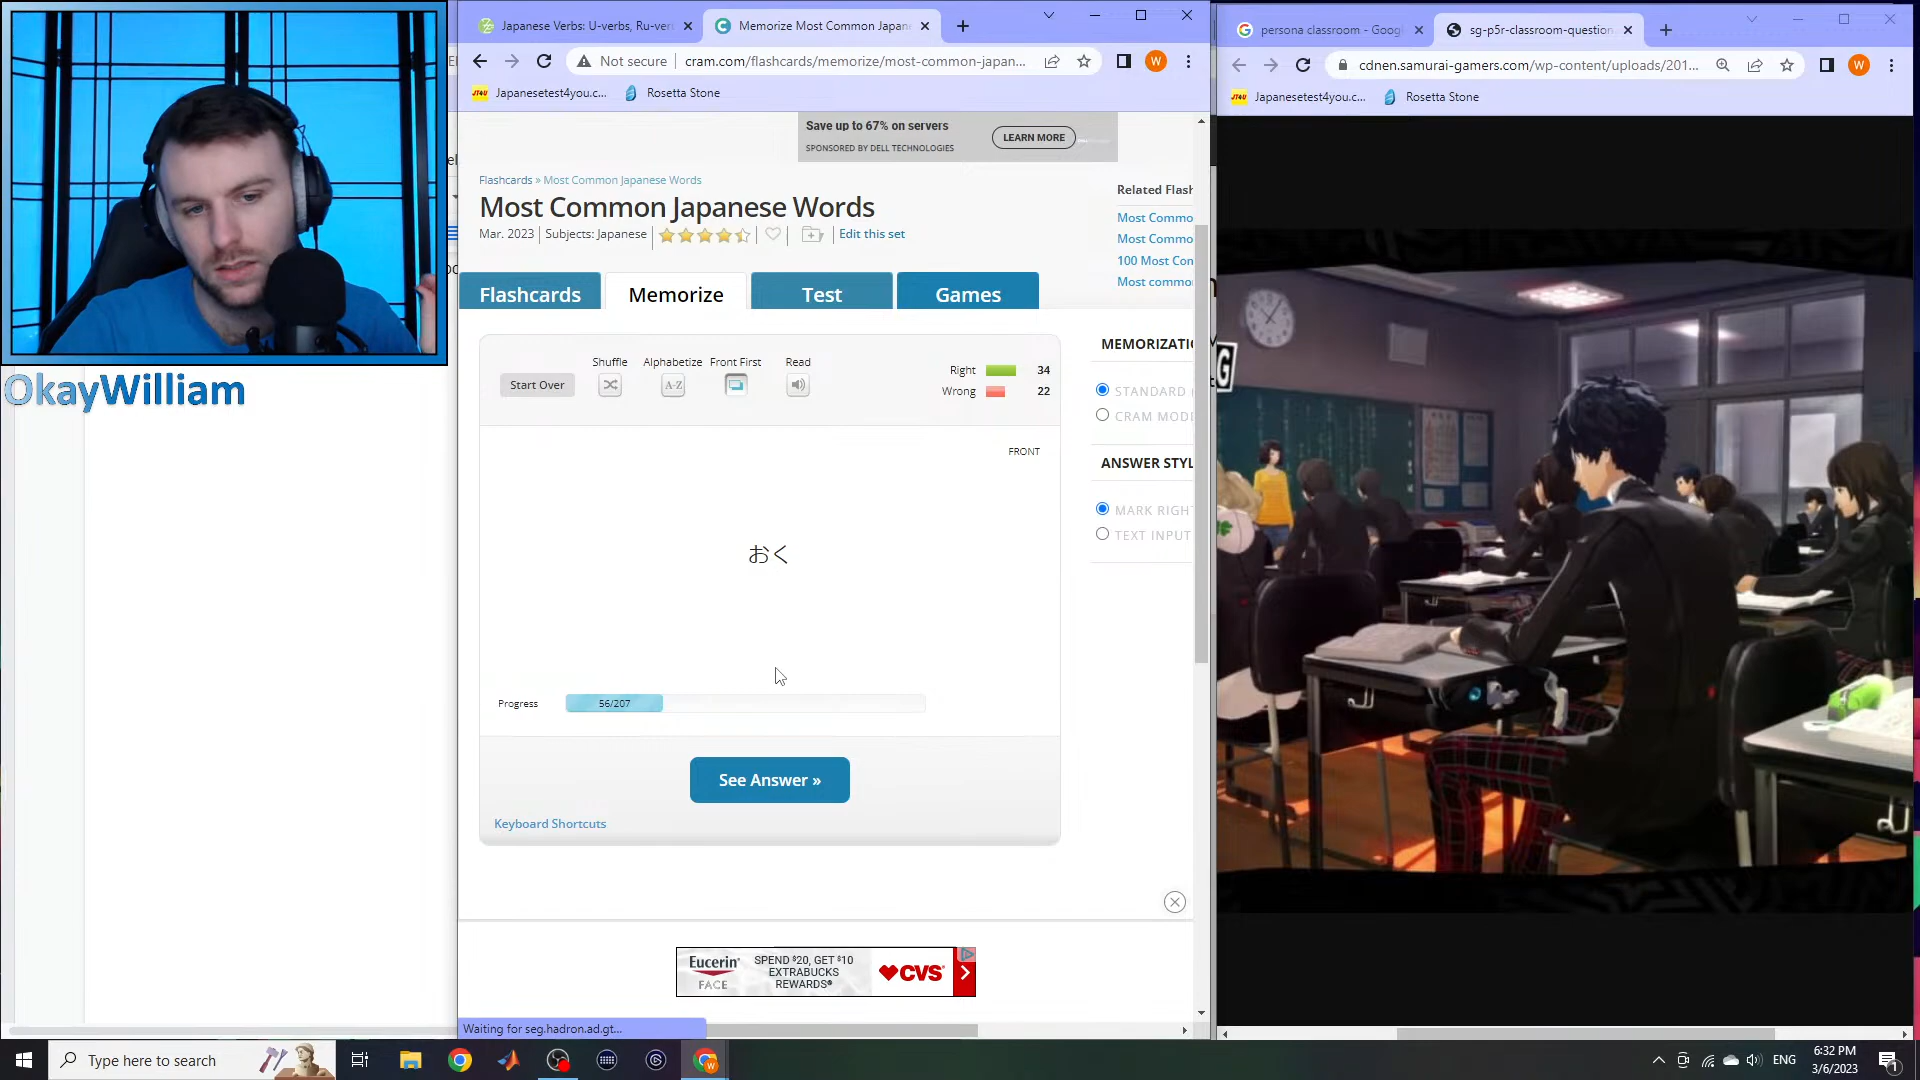 OkayWilliam
Japanese Verbs: U-verbs, Ru-ver
Memorize Most Common Japan
Not secure
cram.com/flashcards/memorize/most-common-japan...
Japanesetest4you.c...
Rosetta Stone
Save up to 67% on servers
SPONSORED BY DELL TECHNOLOGIES
LEARN MORE
Flashcards » Most Common Japanese Words
Most Common Japanese Words
Mar. 2023
Subjects: Japanese
Edit this set
Related Flash
Most Commo
Most Commo
100 Most Con
Most commo
Flashcards
Memorize
Test
Games
Start Over
Shuffle
Alphabetize
A-Z
Front First
Read
Right 34
Wrong 22
FRONT
おく
Progress
56/207
See Answer »
Keyboard Shortcuts
MEMORIZATI
STANDARD (
CRAM MODE
ANSWER STYL
MARK RIGH
TEXT INPUT
Eucerin
FACE
SPEND $20, GET $10
EXTRABUCKS
REWARDS®
CVS
Waiting for seg.hadron.ad.gt...
persona classroom - Goog
sg-p5r-classroom-question
cdnen.samurai-gamers.com/wp-content/uploads/201...
Japanesetest4you.c...
Rosetta Stone
Type here to search
ENG
6:32 PM
3/6/2023
1